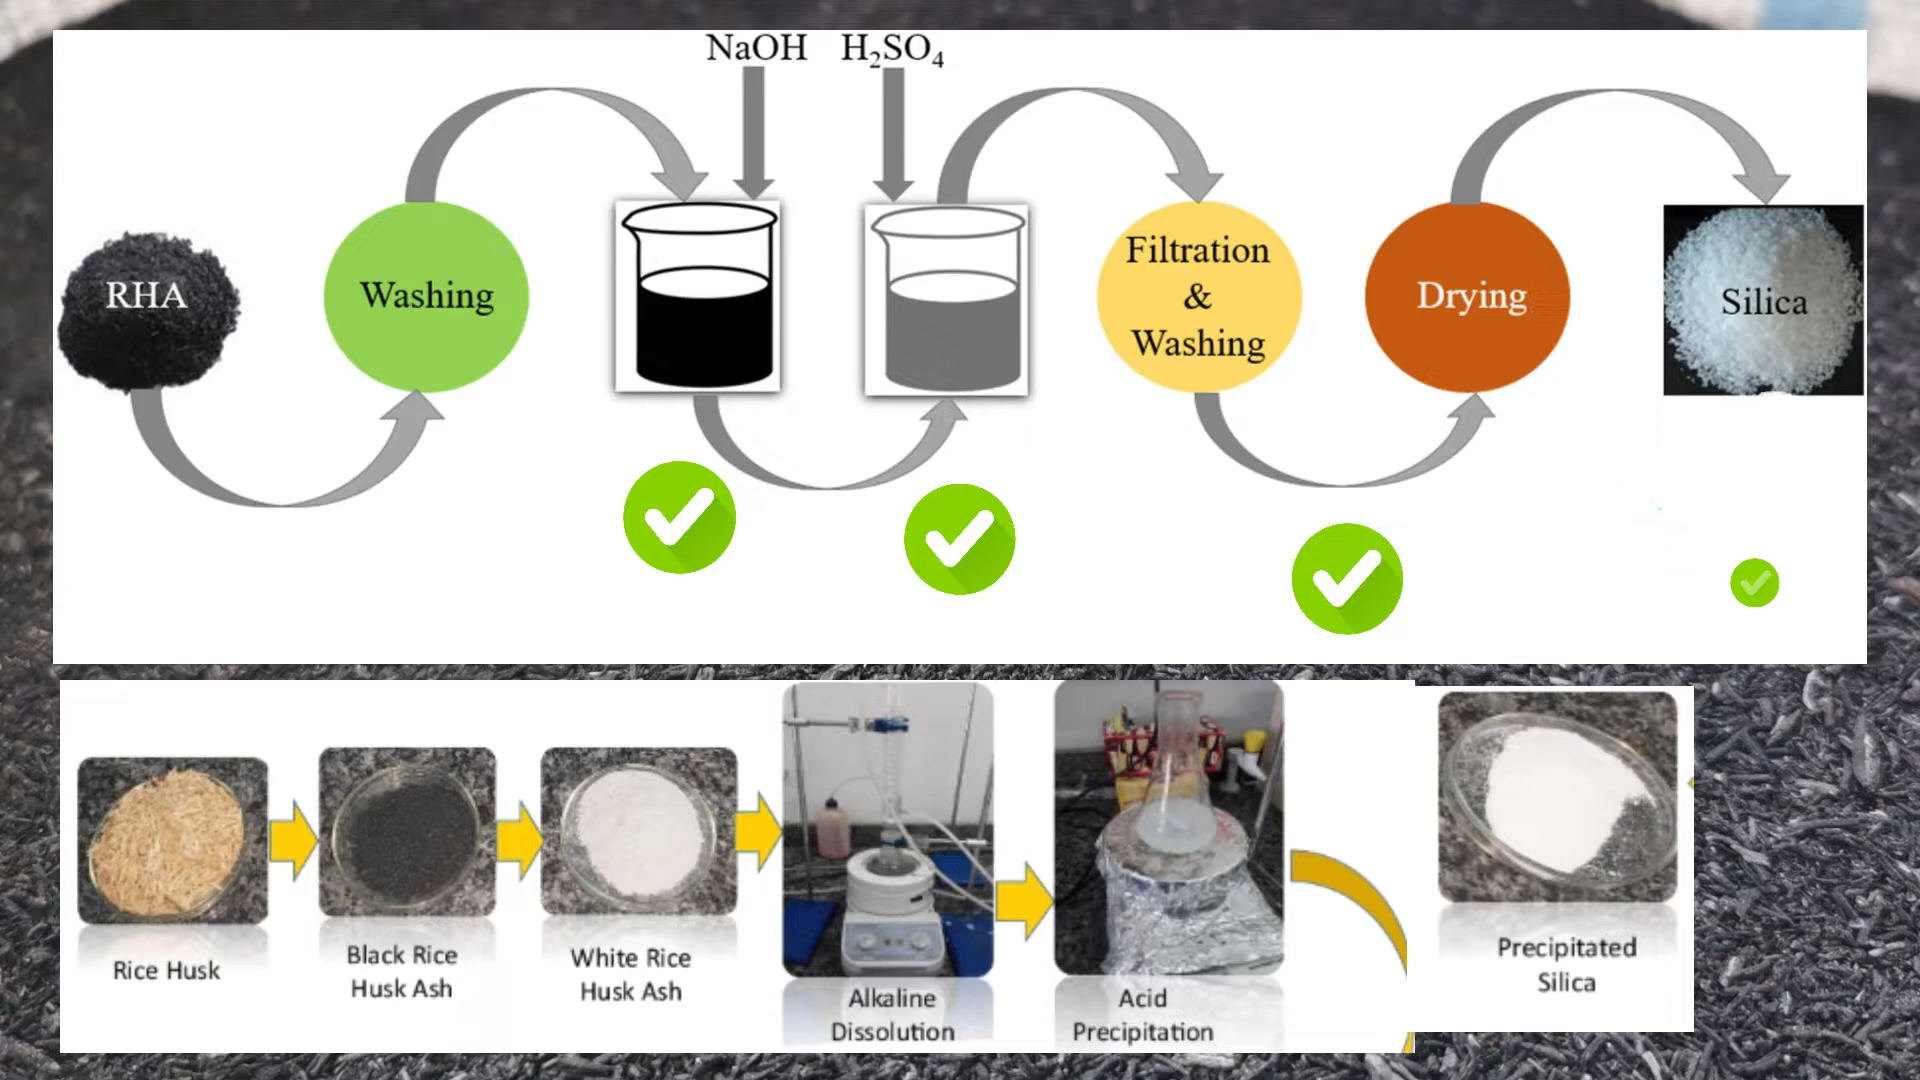 NaOH H₂SO₄
RHA
Washing
Filtration
&
Washing
Drying
Silica
Rice Husk
Black Rice
Husk Ash
White Rice
Husk Ash
Alkaline
Dissolution
Acid
Precipitation
Precipitated
Silica